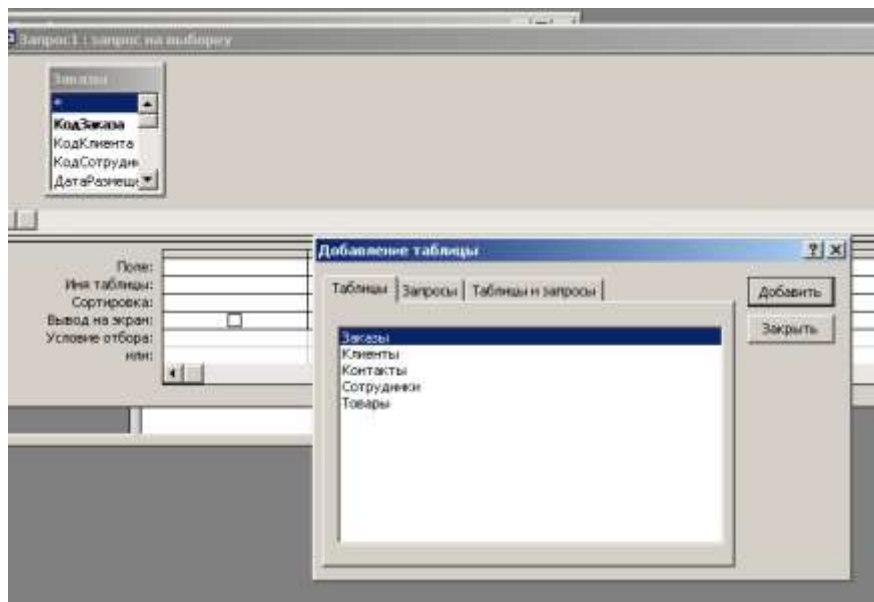 Запрос1 : запрос на выборку
Заказы
*
КодЗаказа
КодКлиента
КодСотрудн
ДатаРазмеще
Добавление таблицы
Таблицы Запросы Таблицы и запросы
Добавить
Закрыть
Заказы
Клиенты
Контакты
Сотрудники
Товары
Поле:
Имя таблицы:
Сортировка:
Вывод на экран:
Условие отбора:
или: